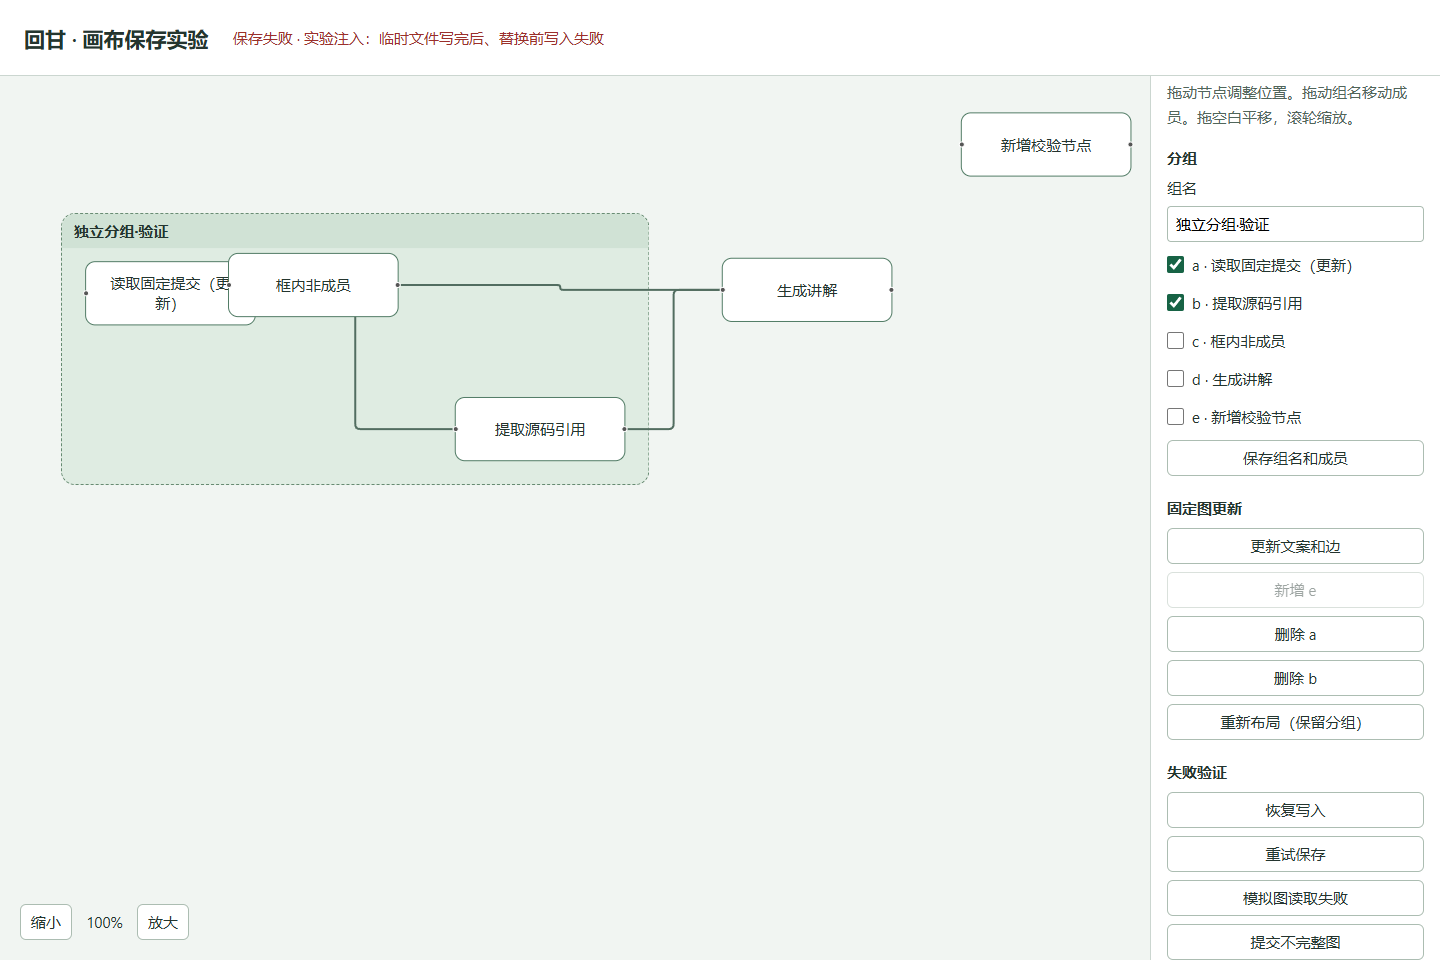 回甘 · 画布保存实验
保存失败 · 实验注入：临时文件写完后、替换前写入失败
新增校验节点
独立分组·验证
读取固定提交（更
新）
框内非成员
生成讲解
提取源码引用
缩小
100%
放大
拖动节点调整位置。拖动组名移动成
员。拖空白平移，滚轮缩放。
分组
组名
独立分组·验证
a · 读取固定提交（更新）
b · 提取源码引用
c · 框内非成员
d · 生成讲解
e · 新增校验节点
保存组名和成员
固定图更新
更新文案和边
新增 e
删除 a
删除 b
重新布局（保留分组）
失败验证
恢复写入
重试保存
模拟图读取失败
提交不完整图